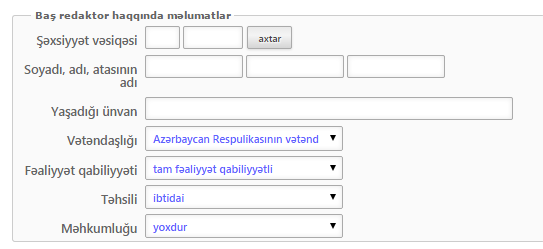 Baş redaktor haqqında məlumatlar
Şəxsiyyət vəsiqəsi axtar
Soyadı, adı, atasının
adı
Yaşadığı ünvan
Vətəndaşlığı Azərbaycan Respulikasının vətənd
Fəaliyyət qabiliyyəti tam fəaliyyət qabiliyyətli
Təhsili ibtidai
Məhkumluğu yoxdur